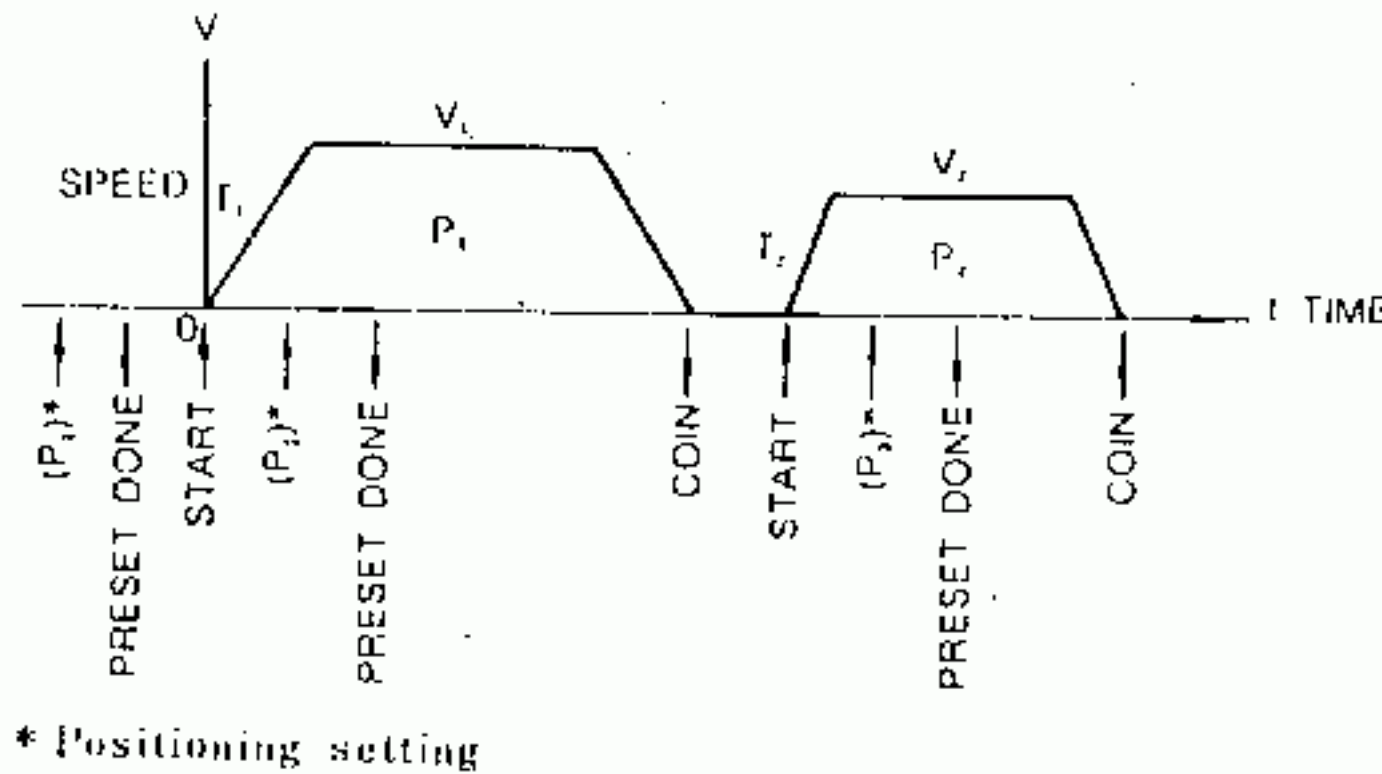 V
V₁
SPEED
T₁
P₁
V₂
T₂
P₂
0
t TIME
(P₁)*
PRESET DONE
START
(P₂)*
PRESET DONE
COIN
START
(P₃)*
PRESET DONE
COIN
* Positioning setting